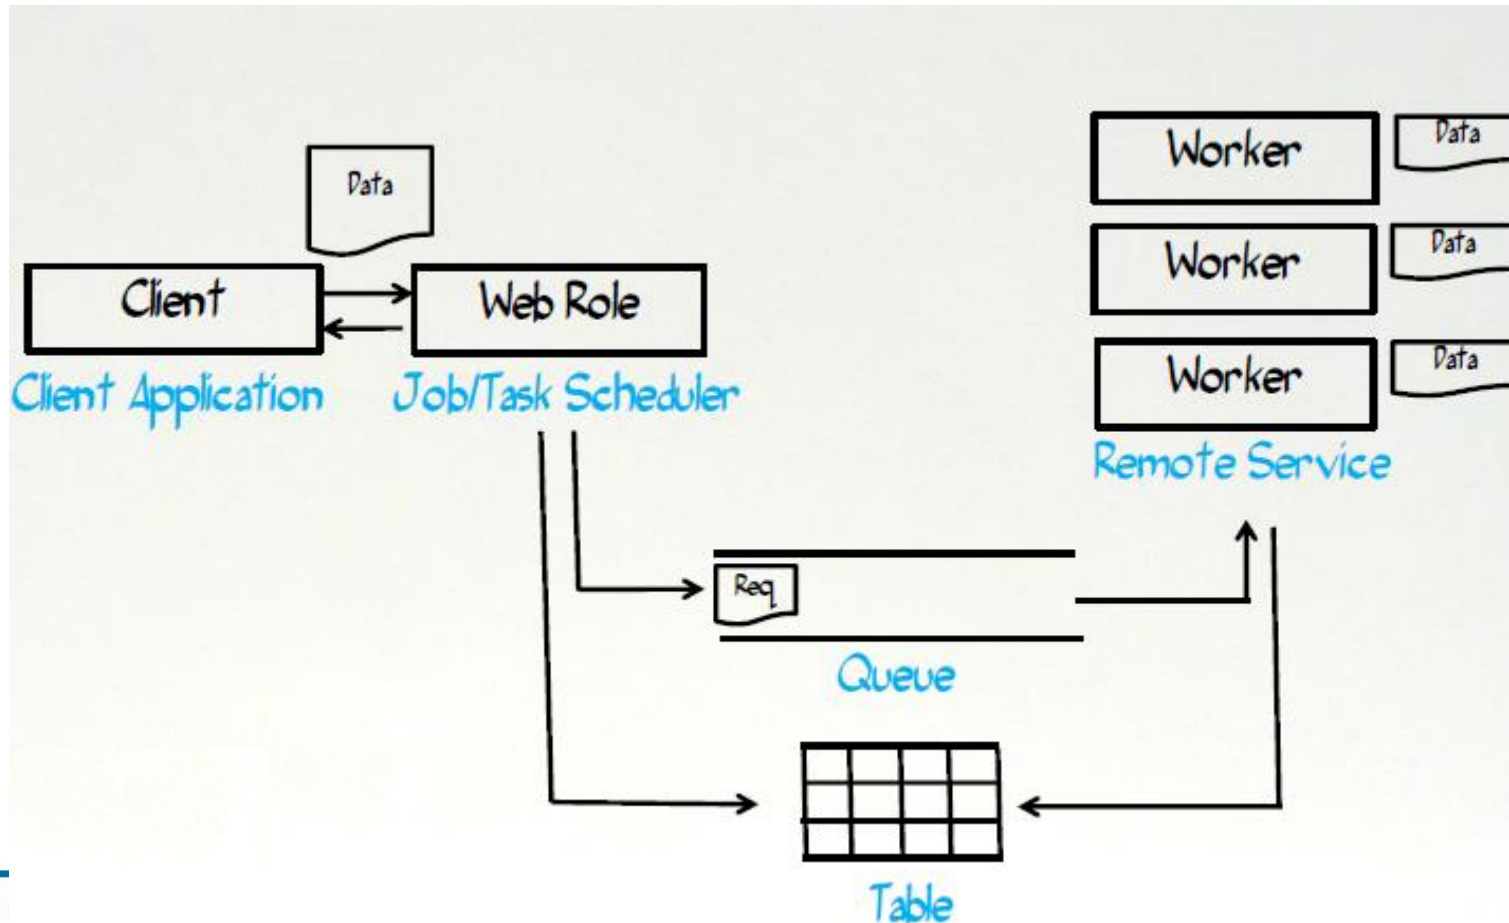 Data
Client
Client Application
Web Role
Job/Task Scheduler
Worker
Data
Worker
Data
Worker
Data
Remote Service
Req
Queue
Table